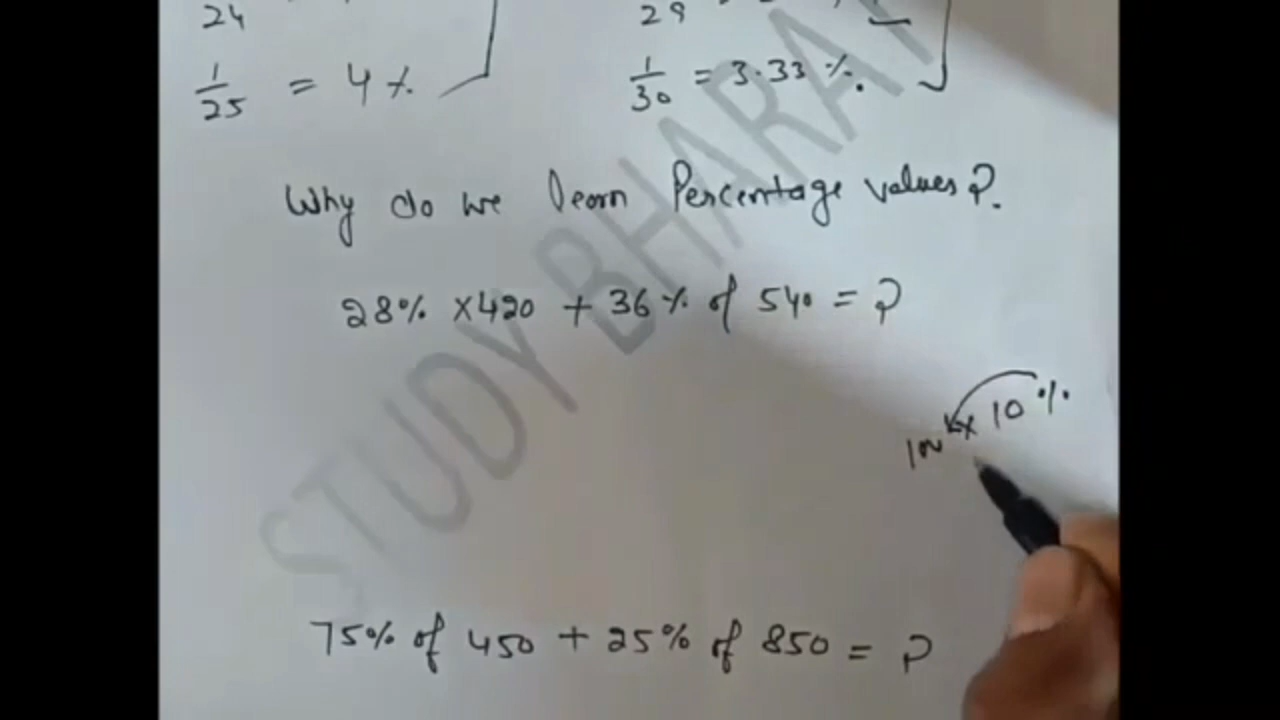 24
1/25 = 4%
29
1/30 = 3.33%.
Why do we learn Percentage values?.
28% ×420 + 36% of 540 = ?
× 10%
75% of 450 + 25% of 850 = ?
STUDY BHARAT